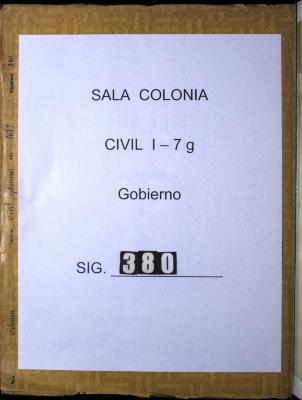 SALA COLONIA
CIVIL I – 7 g
Gobierno
SIG. 380